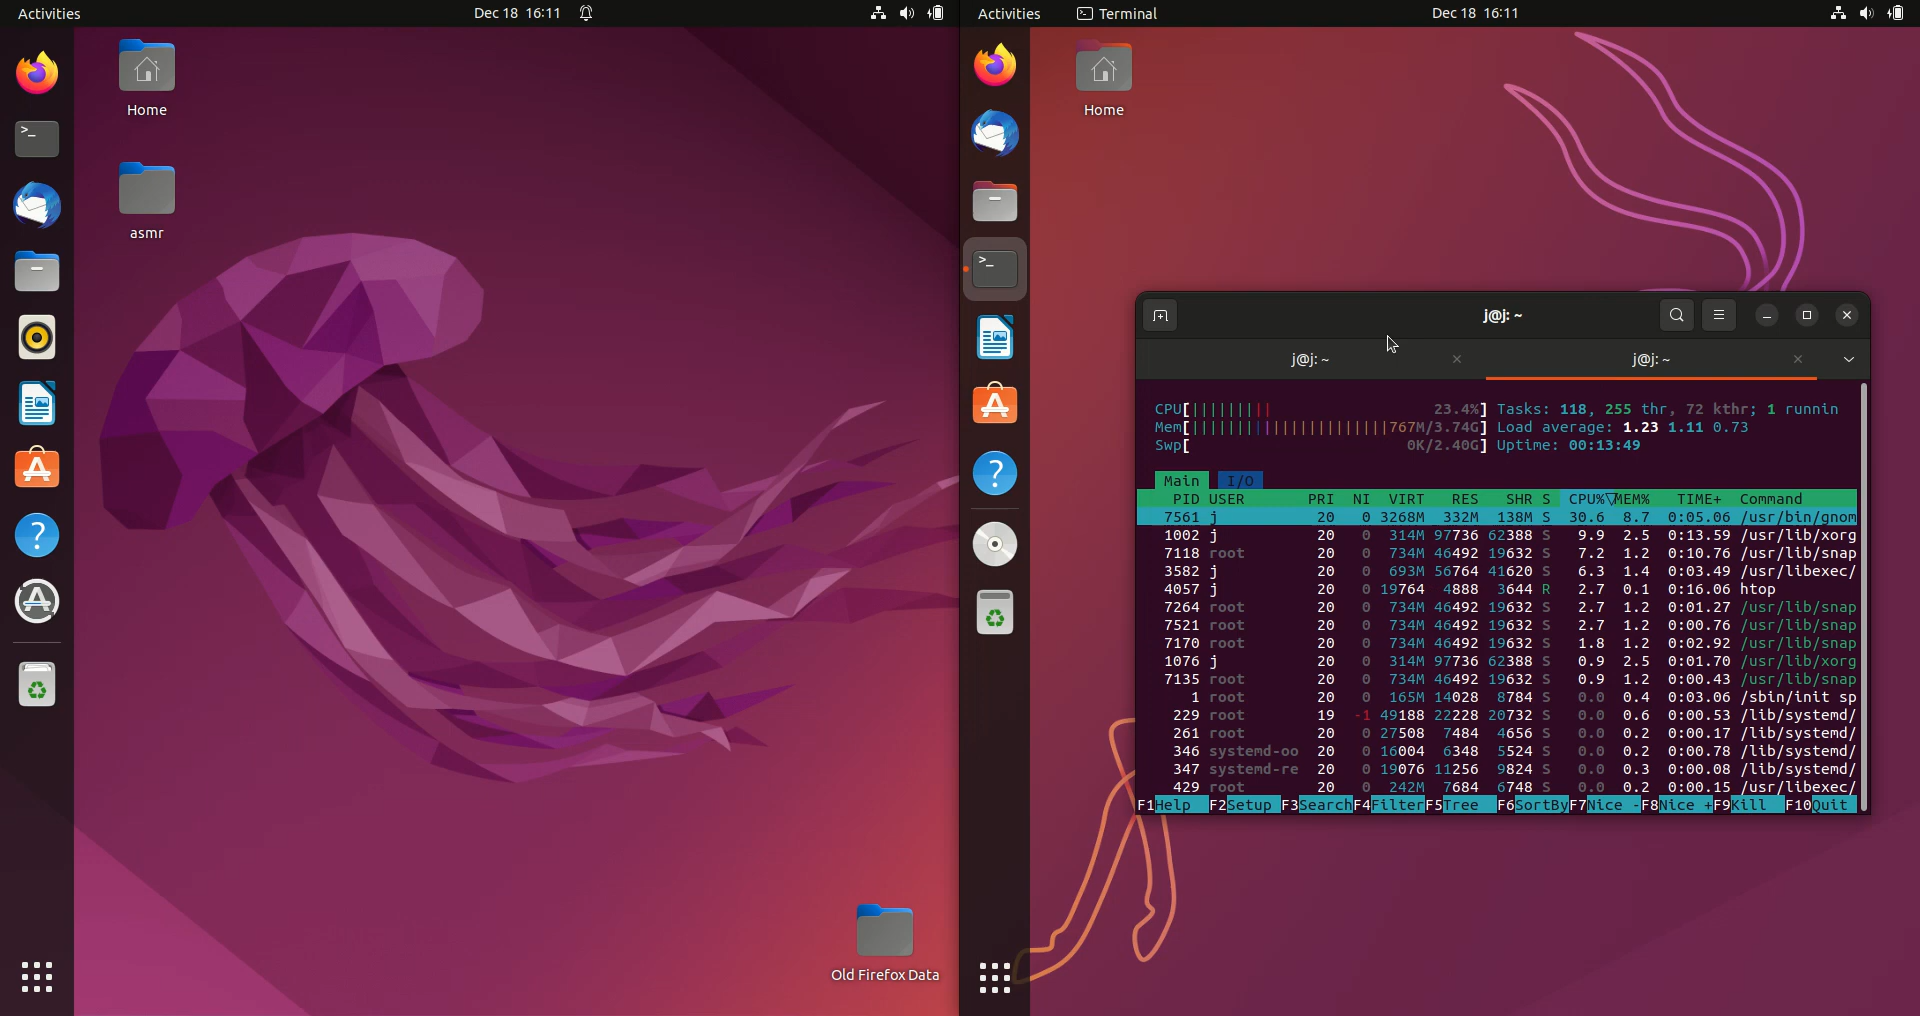 Activities
Dec 18 16:11
Home
asmr
Old Firefox Data
Activities
Terminal
Dec 18 16:11
Home
j@j: ~
j@j: ~
j@j: ~
CPU[||||||||| 23.4%] Tasks: 118, 255 thr, 72 kthr; 1 runnin
Mem[||||||||||||||||||||||767M/3.74G] Load average: 1.23 1.11 0.73
Swp[ 0K/2.40G] Uptime: 00:13:49
Main I/O
PID USER PRI NI VIRT RES SHR S CPU%▽MEM% TIME+ Command
7561 j 20 0 3268M 332M 138M S 30.6 8.7 0:05.06 /usr/bin/gnom
1002 j 20 0 314M 97736 62388 S 9.9 2.5 0:13.59 /usr/lib/xorg
7118 root 20 0 734M 46492 19632 S 7.2 1.2 0:10.76 /usr/lib/snap
3582 j 20 0 693M 56764 41620 S 6.3 1.4 0:03.49 /usr/libexec/
4057 j 20 0 19764 4888 3644 R 2.7 0.1 0:16.06 htop
7264 root 20 0 734M 46492 19632 S 2.7 1.2 0:01.27 /usr/lib/snap
7521 root 20 0 734M 46492 19632 S 2.7 1.2 0:00.76 /usr/lib/snap
7170 root 20 0 734M 46492 19632 S 1.8 1.2 0:02.92 /usr/lib/snap
1076 j 20 0 314M 97736 62388 S 0.9 2.5 0:01.70 /usr/lib/xorg
7135 root 20 0 734M 46492 19632 S 0.9 1.2 0:00.43 /usr/lib/snap
1 root 20 0 165M 14028 8784 S 0.0 0.4 0:03.06 /sbin/init sp
229 root 19 -1 49188 22228 20732 S 0.0 0.6 0:00.53 /lib/systemd/
261 root 20 0 27508 7484 4656 S 0.0 0.2 0:00.17 /lib/systemd/
346 systemd-oo 20 0 16004 6348 5524 S 0.0 0.2 0:00.78 /lib/systemd/
347 systemd-re 20 0 19076 11256 9824 S 0.0 0.3 0:00.08 /lib/systemd/
429 root 20 0 242M 7684 6748 S 0.0 0.2 0:00.15 /usr/libexec/
F1Help F2Setup F3SearchF4FilterF5Tree F6SortByF7Nice -F8Nice +F9Kill F10Quit